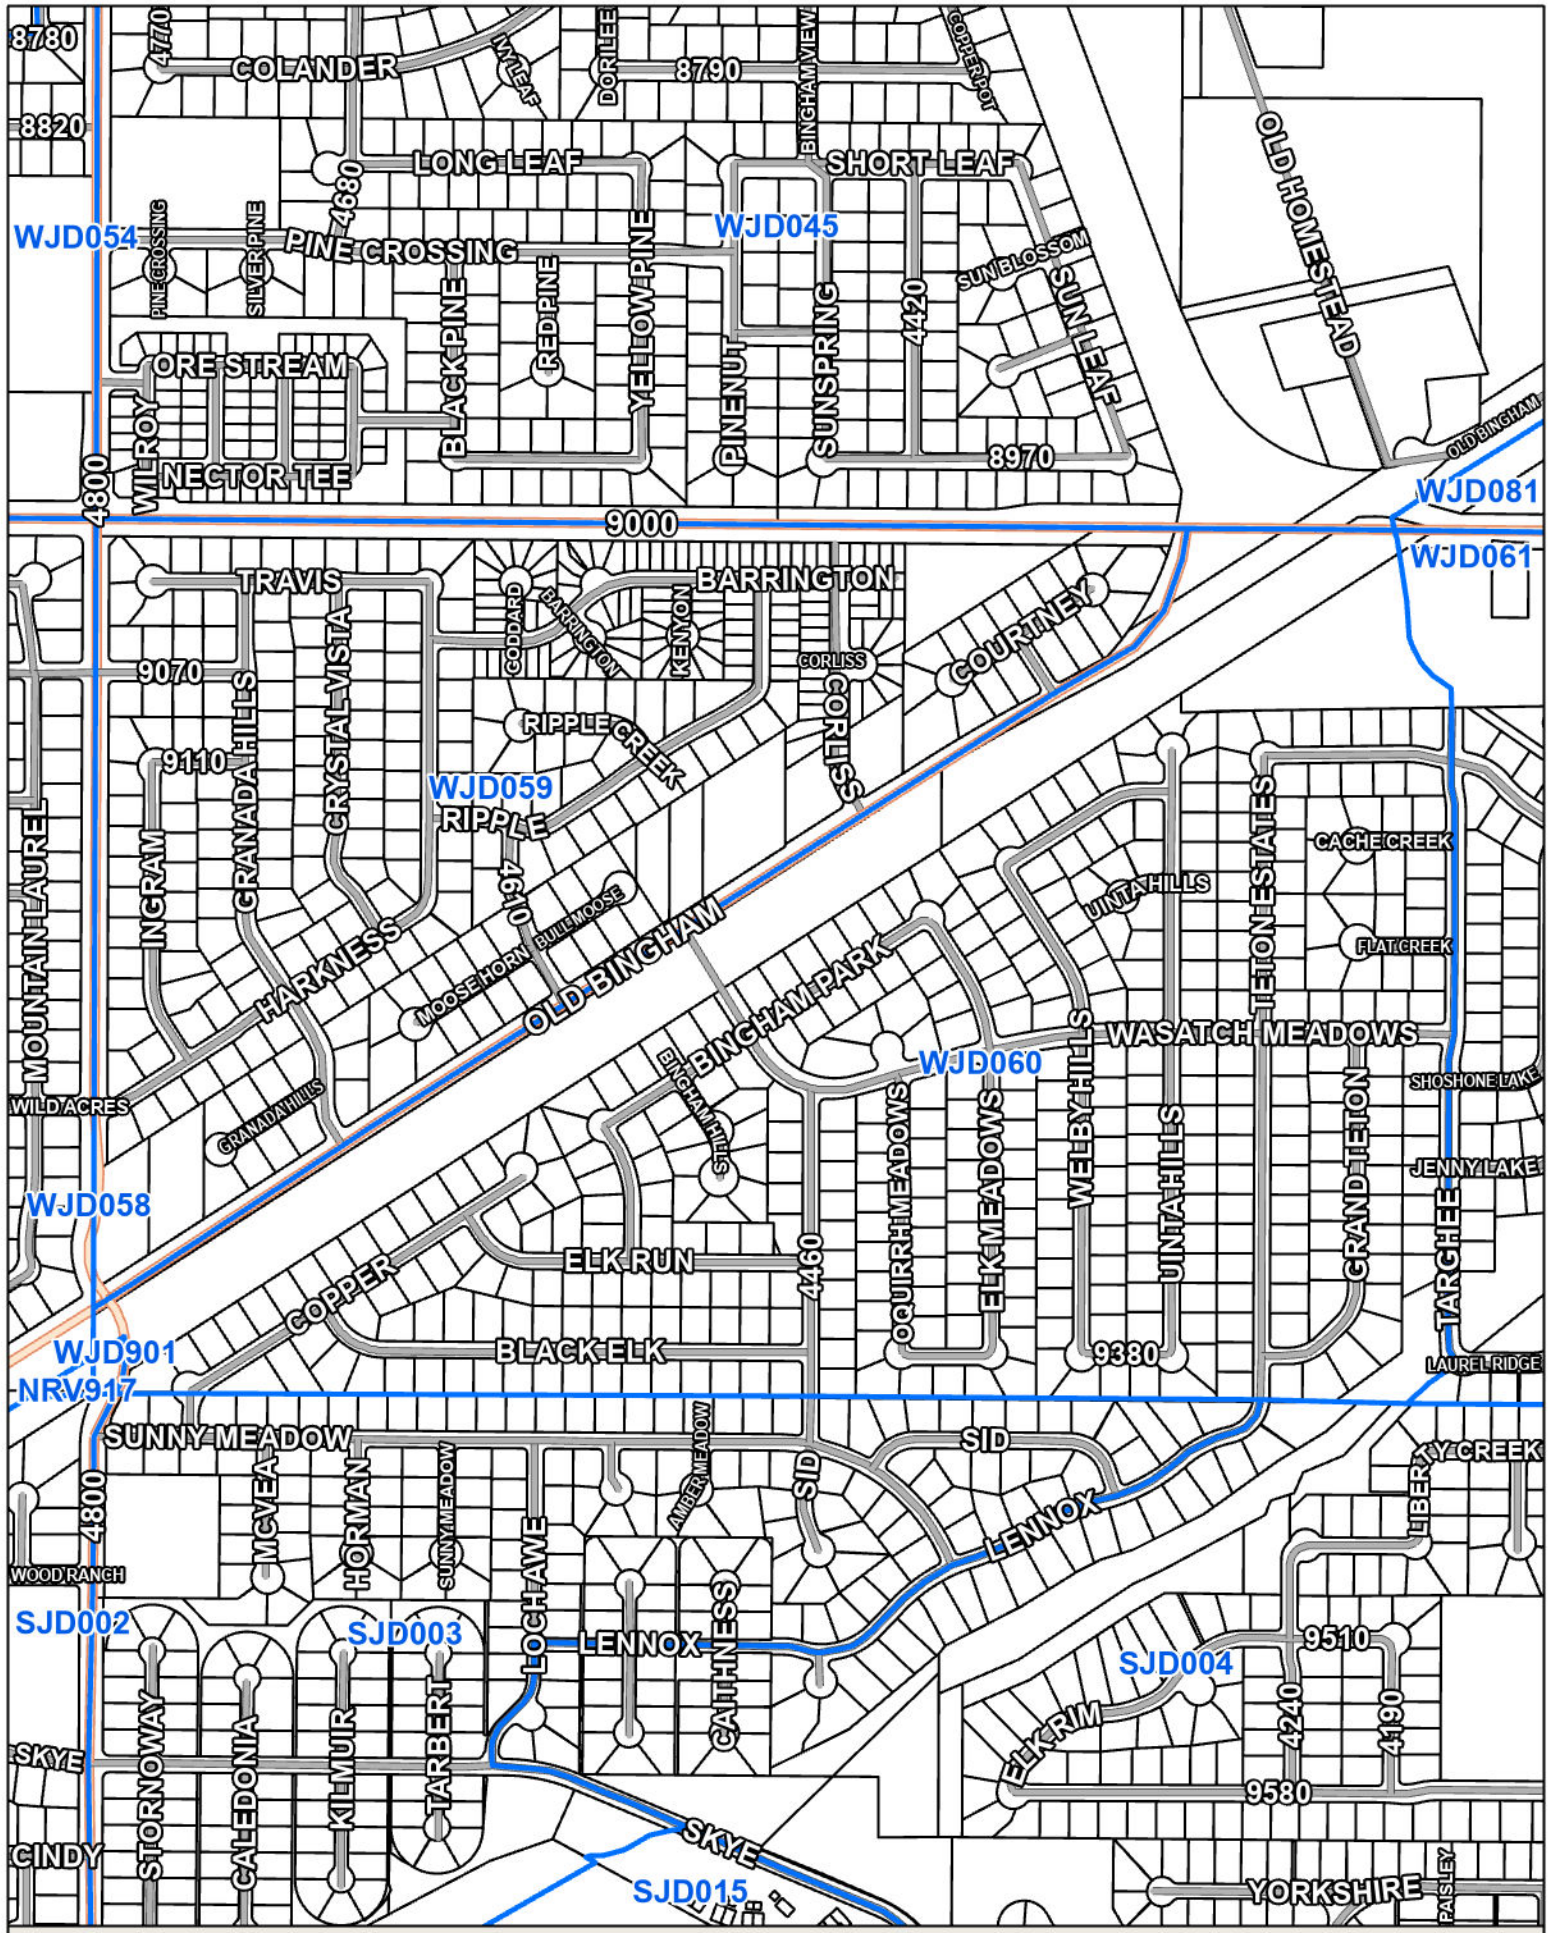 8780
4770
COLANDER
IVY LEAF
DORILEE
8790
BINGHAM VIEW
COPPER POT
8820
OLD HOMESTEAD
LONG LEAF
SHORT LEAF
4680
WJD054
PINE CROSSING
SILVER PINE
PINE CROSSING
YELLOW PINE
WJD045
SUN BLOSSOM
RED PINE
BLACK PINE
SUNSPRING
4420
SUN LEAF
ORE STREAM
PINENUT
WILROY
NECTOR TEE
4800
8970
OLD BINGHAM
WJD081
9000
WJD061
TRAVIS
GODDARD
BARRINGTON
KENYON
BARRINGTON
COURTNEY
CRYSTAL VISTA
9070
CORLISS
CORLISS
GRANADA HILLS
RIPPLE CREEK
9110
WJD059
RIPPLE
TETON ESTATES
CACHE CREEK
MOUNTAIN LAUREL
INGRAM
4610
BULL MOOSE
UINTA HILLS
OLD BINGHAM
HARKNESS
MOOSE HORN
BINGHAM PARK
FLAT CREEK
WELBY HILLS
WASATCH MEADOWS
WJD060
BINGHAM HILLS
SHOSHONE LAKE
WILD ACRES
GRANADA HILLS
OQUIRRH MEADOWS
ELK MEADOWS
UINTA HILLS
GRAND TETON
JENNY LAKE
WJD058
TARGHEE
ELK RUN
4460
COPPER
ST
WJD901
BLACK ELK
9380
LAUREL RIDGE
NRV917
SUNNY MEADOW
AMBER MEADOW
SID
LIBERTY CREEK
LIBERTY
MCVEA
HORMAN
SUNNY MEADOW
SID
4800
LENNOX
LOCH AWE
WOOD RANCH
CAITHNESS
SJD002
SJD003
LENNOX
9510
SJD004
STORNOWAY
CALEDONIA
KILMUR
TARBERT
ELK RIM
4240
4190
SKYE
9580
SKYE
CINDY
SJD015
YORKSHIRE
PAISLEY